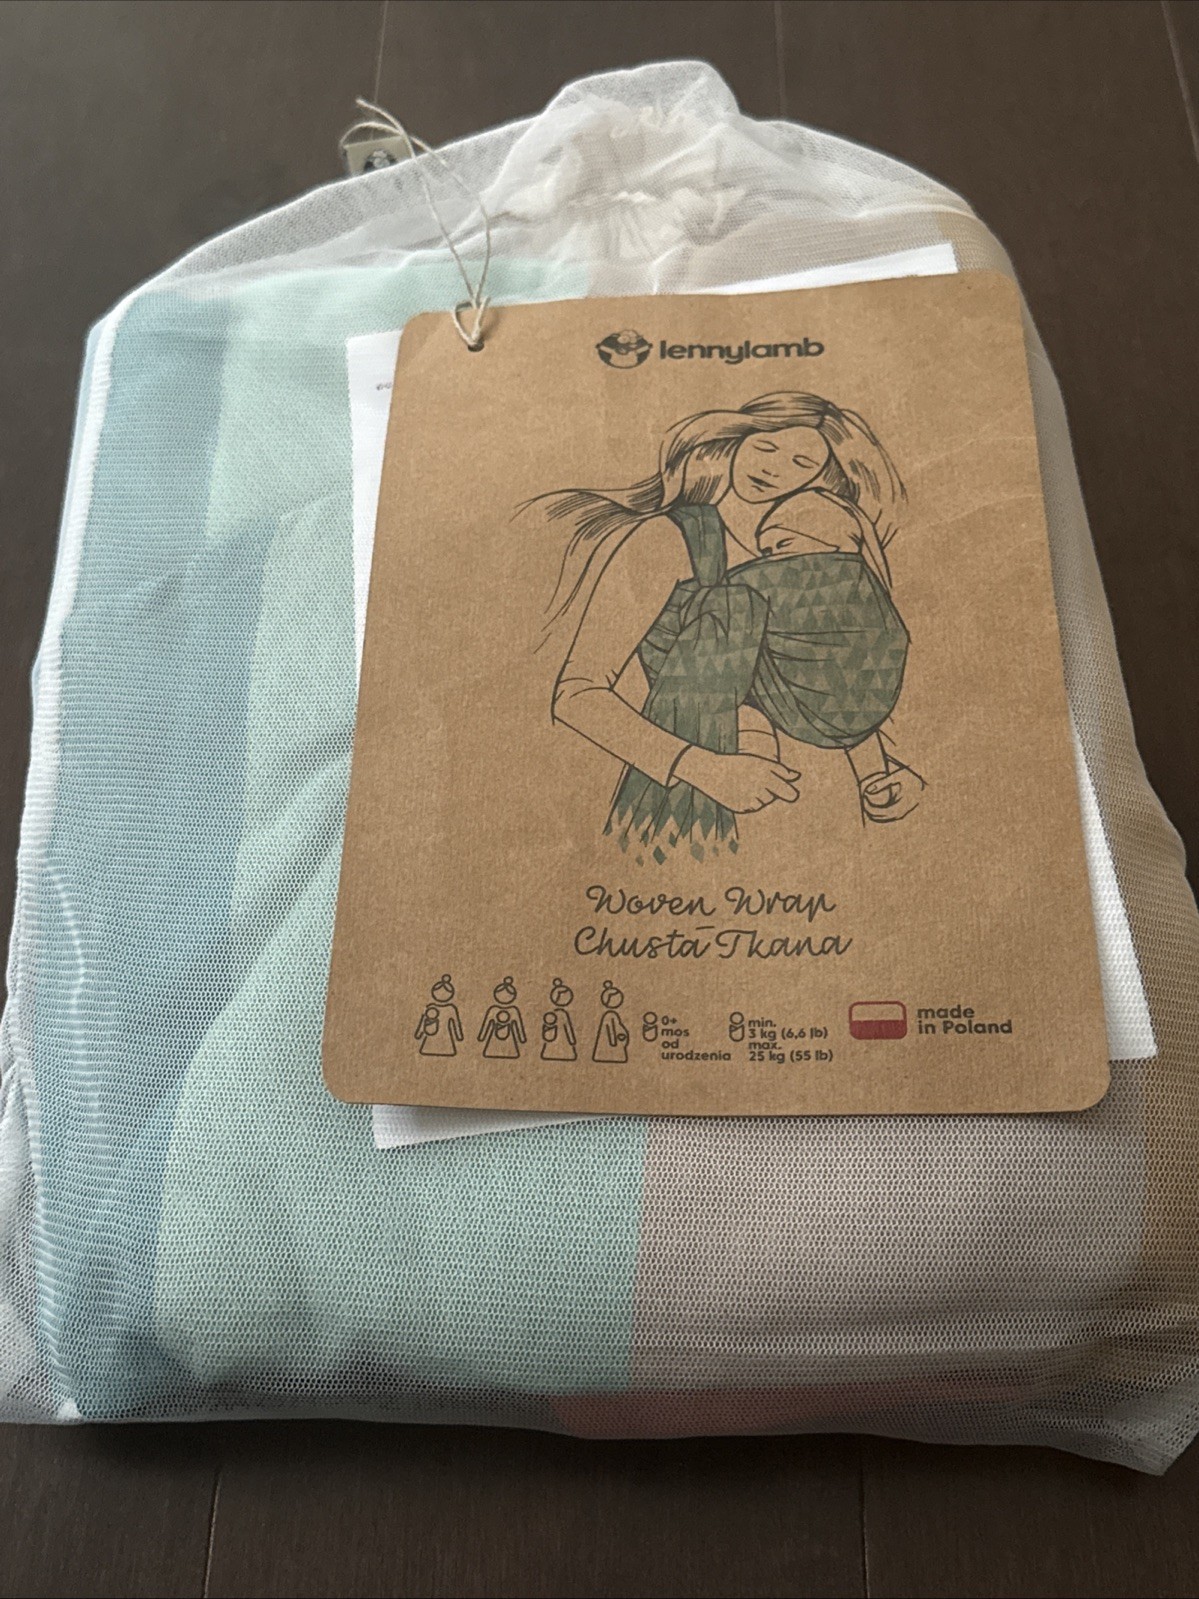 lennylamb
Woven Wrap
Chusta Tkana
0+
mos
od
urodzenia
min.
3 kg (6,6 lb)
max.
25 kg (55 lb)
made
in Poland